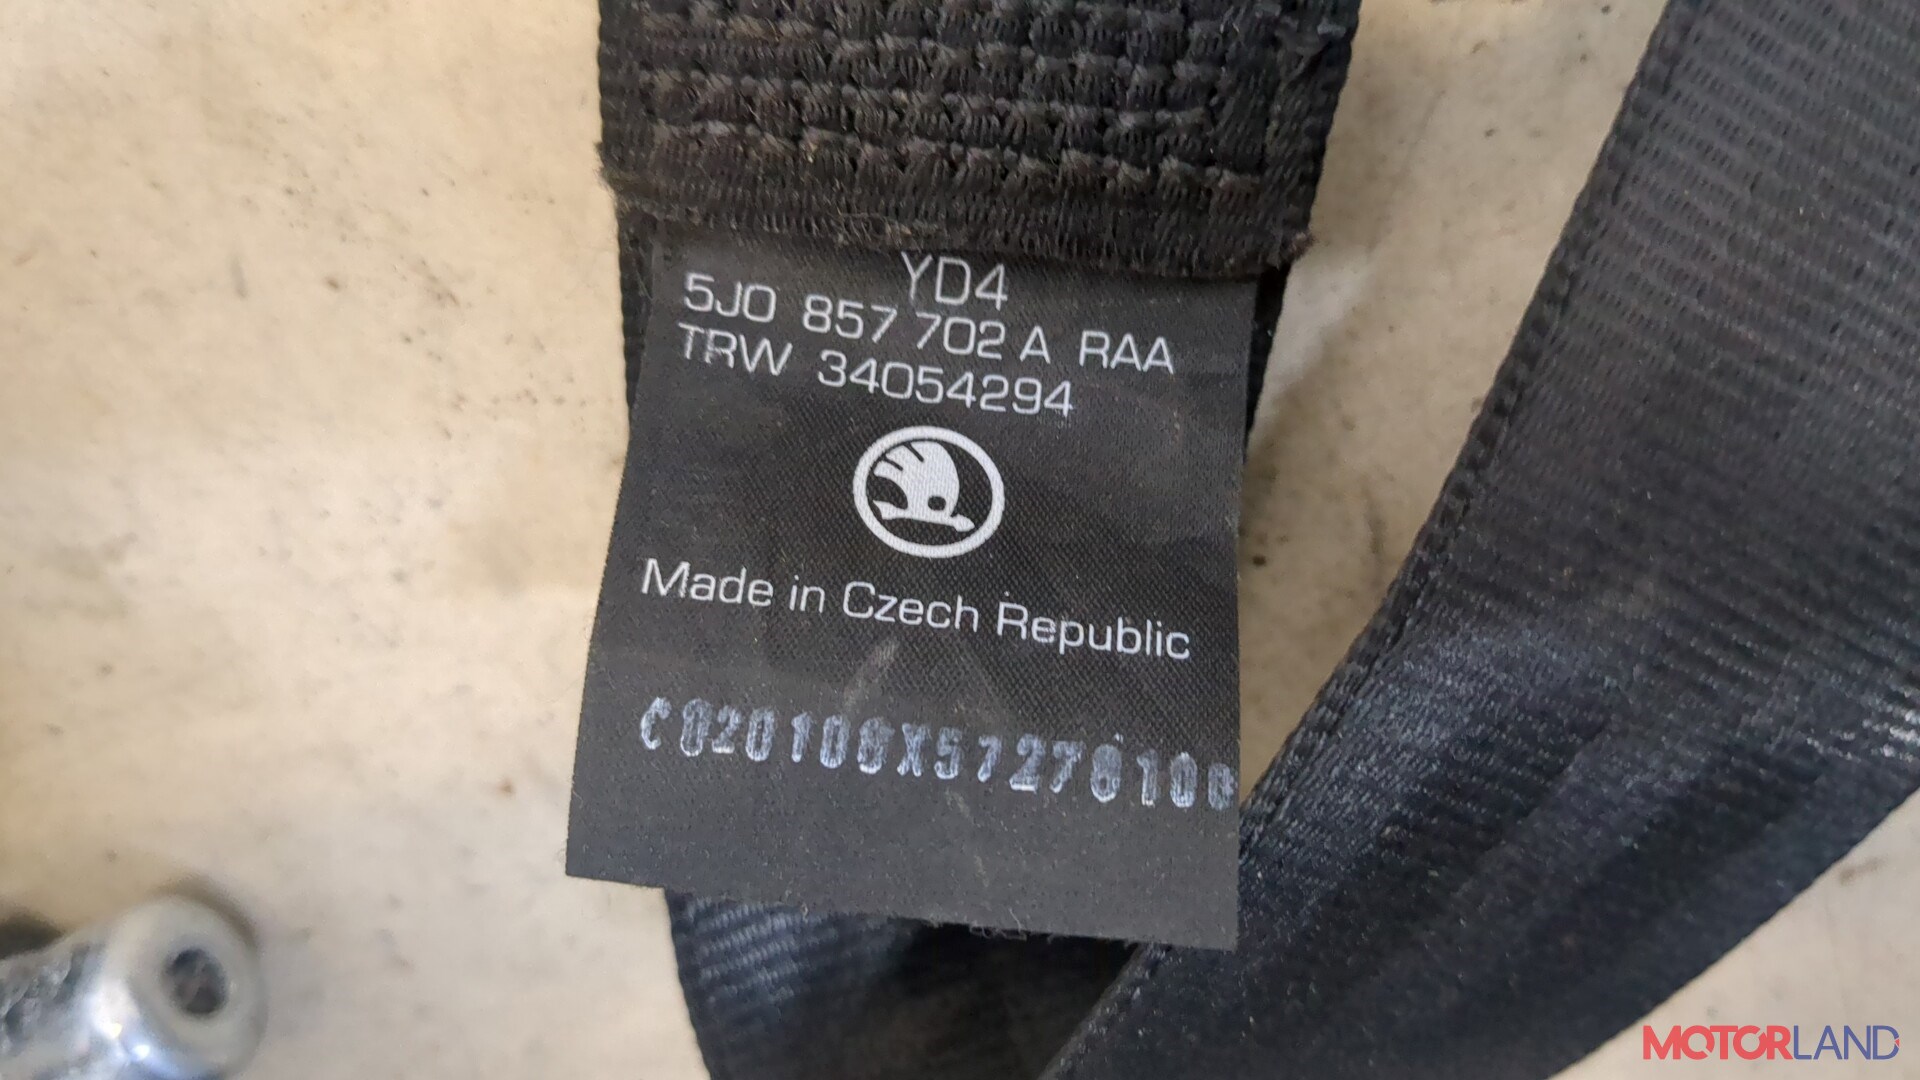 YD4
5J0 857 702 A RAA
TRW 34054294
Made in Czech Republic
MOTORLAND